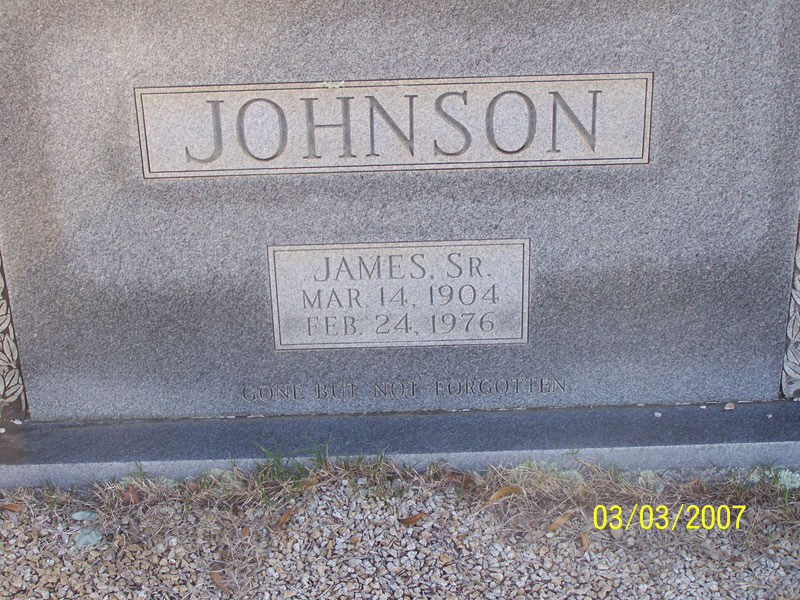 JOHNSON
JAMES, SR.
MAR. 14, 1904
FEB. 24, 1976
GONE BUT NOT FORGOTTEN
03/03/2007